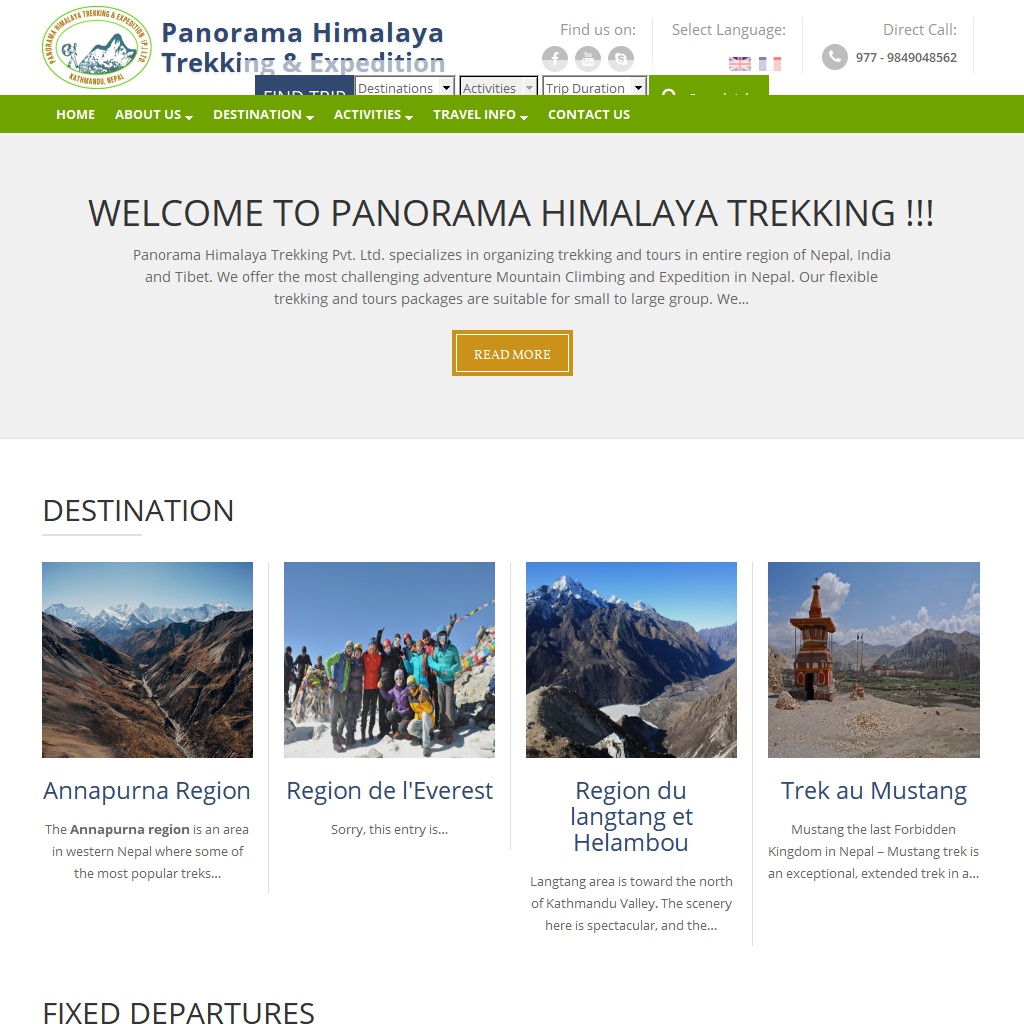 PANORAMA HIMALAYA TREKKING & EXPEDITION (P.) LTD.
KATHMANDU, NEPAL
Panorama Himalaya
Trekking & Expedition
Find us on:
Select Language:
Direct Call:
977 - 9849048562
FIND TRIP
Destinations
Activities
Trip Duration
HOME
ABOUT US
DESTINATION
ACTIVITIES
TRAVEL INFO
CONTACT US
WELCOME TO PANORAMA HIMALAYA TREKKING !!!
Panorama Himalaya Trekking Pvt. Ltd. specializes in organizing trekking and tours in entire region of Nepal, India
and Tibet. We offer the most challenging adventure Mountain Climbing and Expedition in Nepal. Our flexible
trekking and tours packages are suitable for small to large group. We...
READ MORE
DESTINATION
Annapurna Region
The Annapurna region is an area
in western Nepal where some of
the most popular treks...
Region de l'Everest
Sorry, this entry is...
Region du
langtang et
Helambou
Langtang area is toward the north
of Kathmandu Valley. The scenery
here is spectacular, and the...
Trek au Mustang
Mustang the last Forbidden
Kingdom in Nepal – Mustang trek is
an exceptional, extended trek in a...
FIXED DEPARTURES